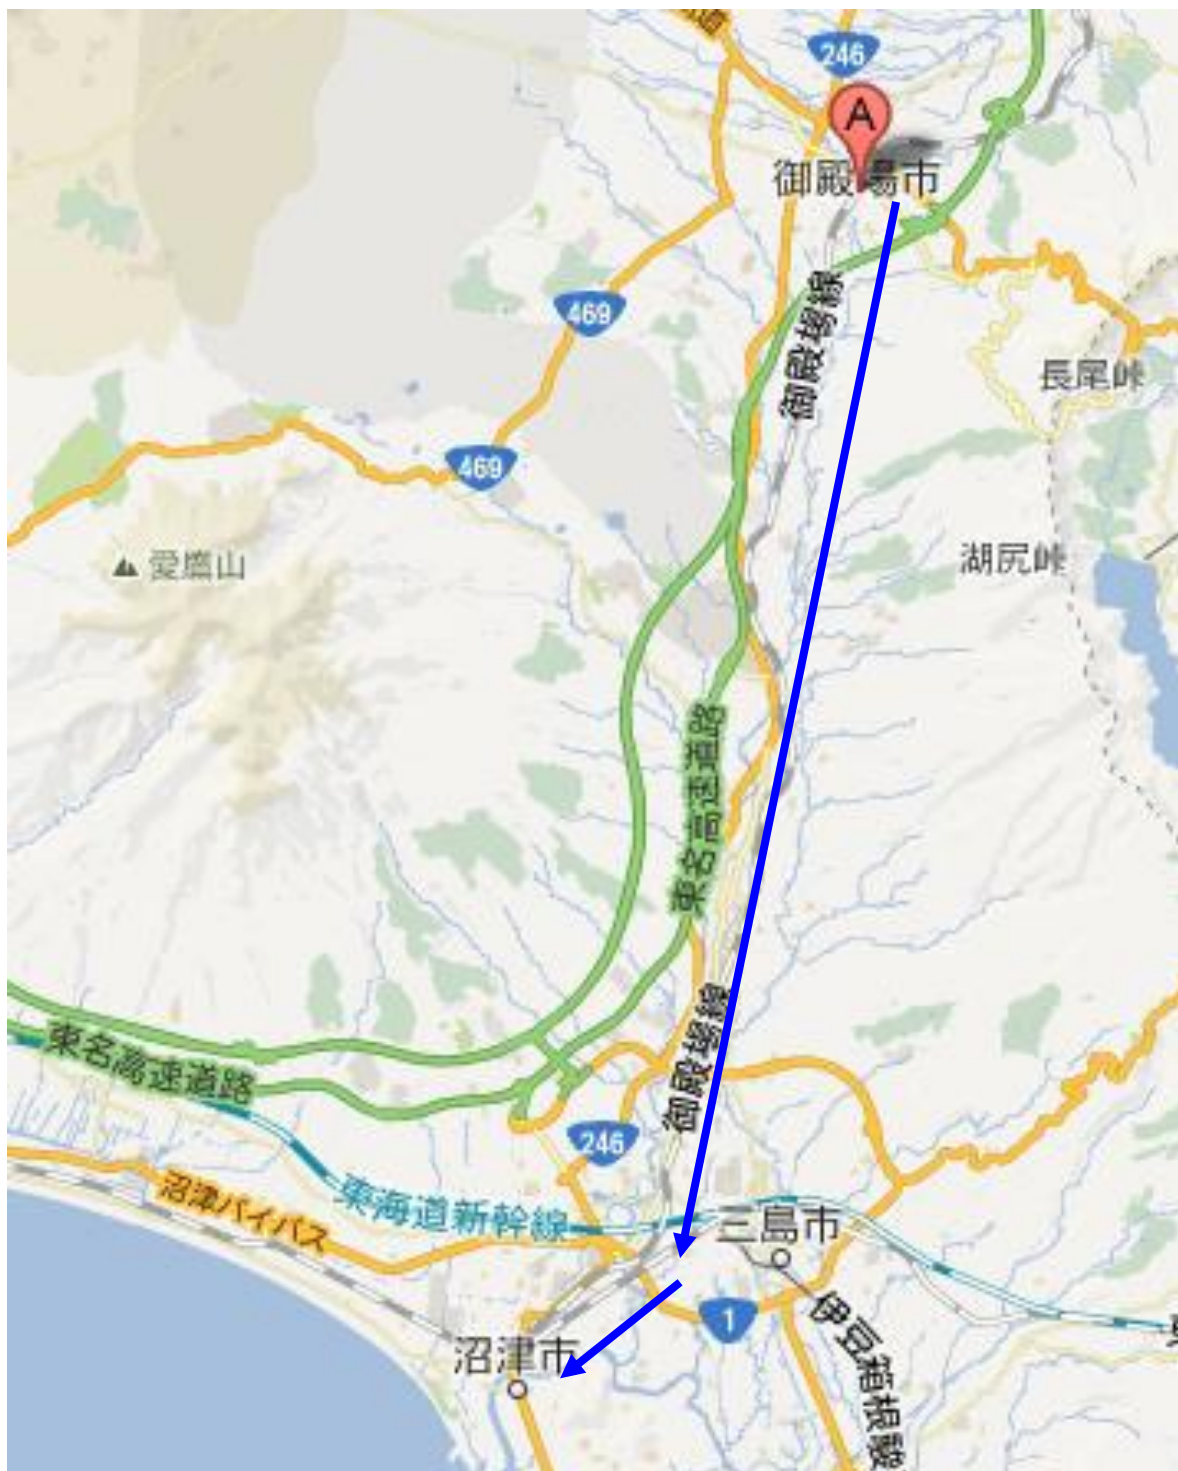 道
246
A
御殿場市
469
御殿場線
長尾峠
469
愛鷹山
湖尻峠
東名高速道路
御殿場線
東名高速道路
246
沼津バイパス
東海道新幹線
三島市
1
伊豆箱根駿
沼津市